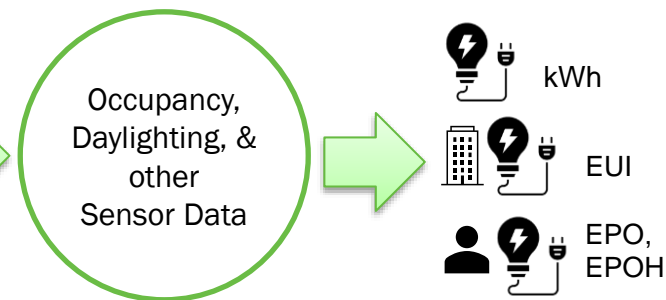 Occupancy,
Daylighting, &
other
Sensor Data
kWh
EUI
EPO,
EPOH